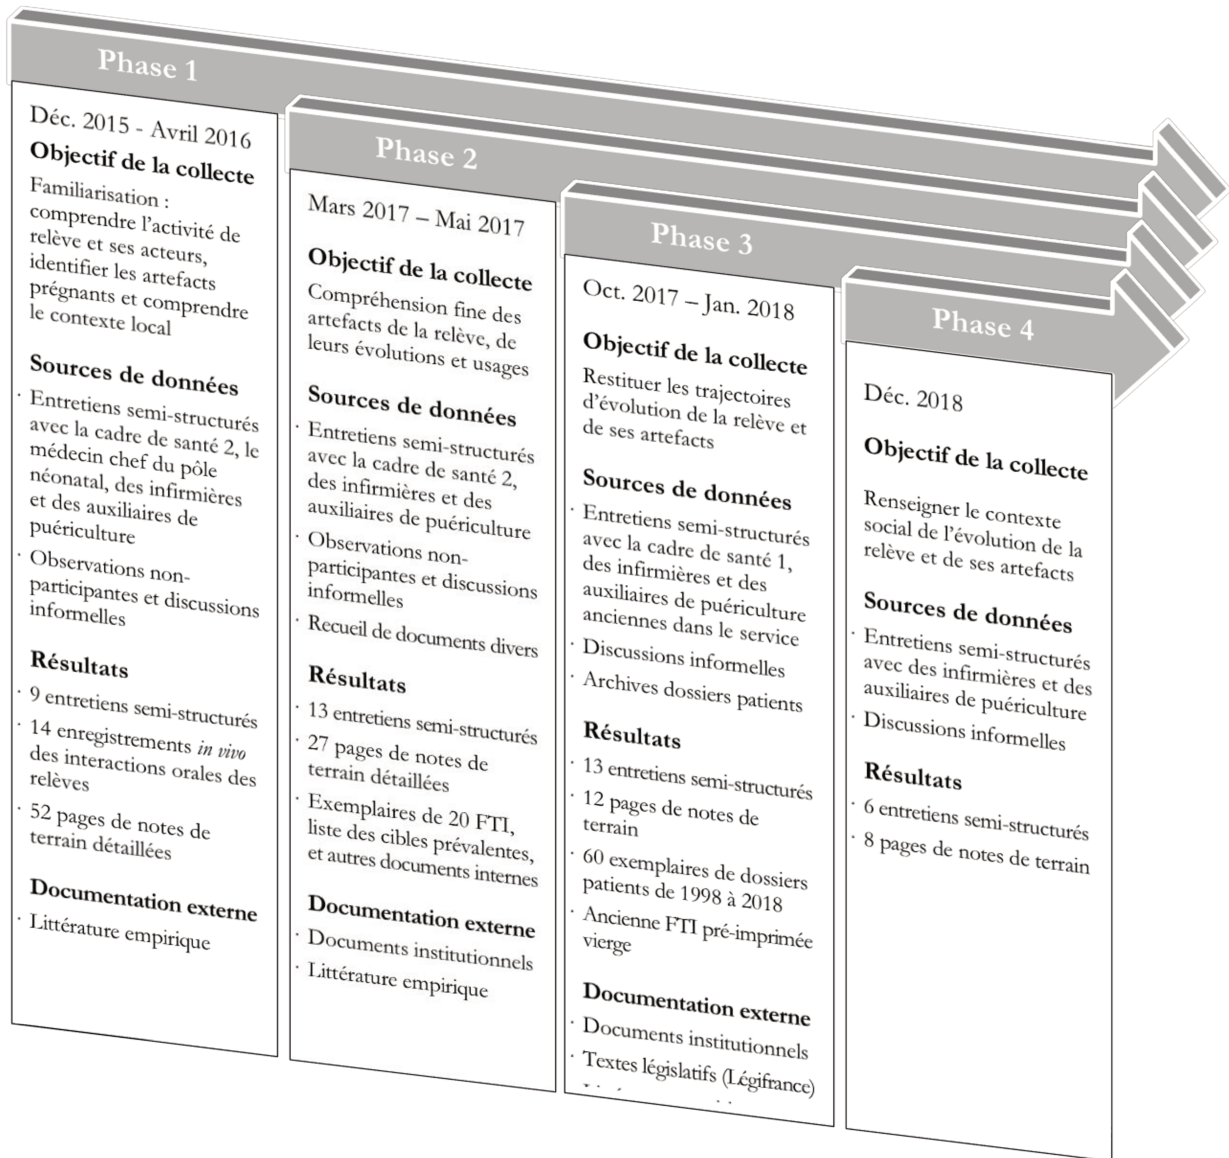 Phase 1
Déc. 2015 - Avril 2016
Objectif de la collecte
Familiarisation :
comprendre l'activité de
relève et ses acteurs,
identifier les artefacts
prégnants et comprendre
le contexte local
Sources de données
· Entretiens semi-structurés
avec la cadre de santé 2, le
médecin chef du pôle
néonatal, des infirmières
et des auxiliaires de
puériculture
· Observations non-
participantes et discussions
informelles
Résultats
· 9 entretiens semi-structurés
· 14 enregistrements in vivo
des interactions orales des
relèves
· 52 pages de notes de
terrain détaillées
Documentation externe
· Littérature empirique
Phase 2
Mars 2017 – Mai 2017
Objectif de la collecte
Compréhension fine des
artefacts de la relève, de
leurs évolutions et usages
Sources de données
· Entretiens semi-structurés
avec la cadre de santé 2,
des infirmières et des
auxiliaires de puériculture
· Observations non-
participantes et discussions
informelles
· Recueil de documents divers
Résultats
· 13 entretiens semi-structurés
· 27 pages de notes de
terrain détaillées
· Exemplaires de 20 FTI,
liste des cibles prévalentes,
et autres documents internes
Documentation externe
· Documents institutionnels
· Littérature empirique
Phase 3
Oct. 2017 – Jan. 2018
Objectif de la collecte
Restituer les trajectoires
d'évolution de la relève et
de ses artefacts
Sources de données
· Entretiens semi-structurés
avec la cadre de santé 1,
des infirmières et des
auxiliaires de puériculture
anciennes dans le service
· Discussions informelles
· Archives dossiers patients
Résultats
· 13 entretiens semi-structurés
· 12 pages de notes de
terrain
· 60 exemplaires de dossiers
patients de 1998 à 2018
· Ancienne FTI pré-imprimée
vierge
Documentation externe
· Documents institutionnels
· Textes législatifs (Légifrance)
Phase 4
Déc. 2018
Objectif de la collecte
Renseigner le contexte
social de l'évolution de la
relève et de ses artefacts
Sources de données
· Entretiens semi-structurés
avec des infirmières et des
auxiliaires de puériculture
· Discussions informelles
Résultats
· 6 entretiens semi-structurés
· 8 pages de notes de terrain